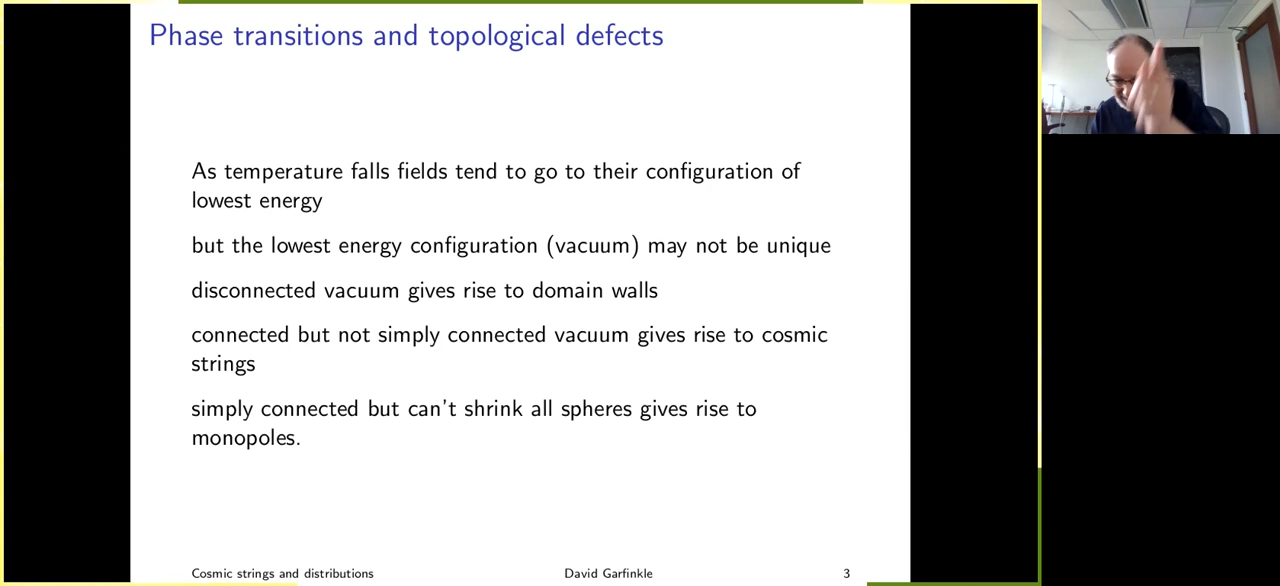 Phase transitions and topological defects
As temperature falls fields tend to go to their configuration of
lowest energy
but the lowest energy configuration (vacuum) may not be unique
disconnected vacuum gives rise to domain walls
connected but not simply connected vacuum gives rise to cosmic
strings
simply connected but can't shrink all spheres gives rise to
monopoles.
Cosmic strings and distributions David Garfinkle 3